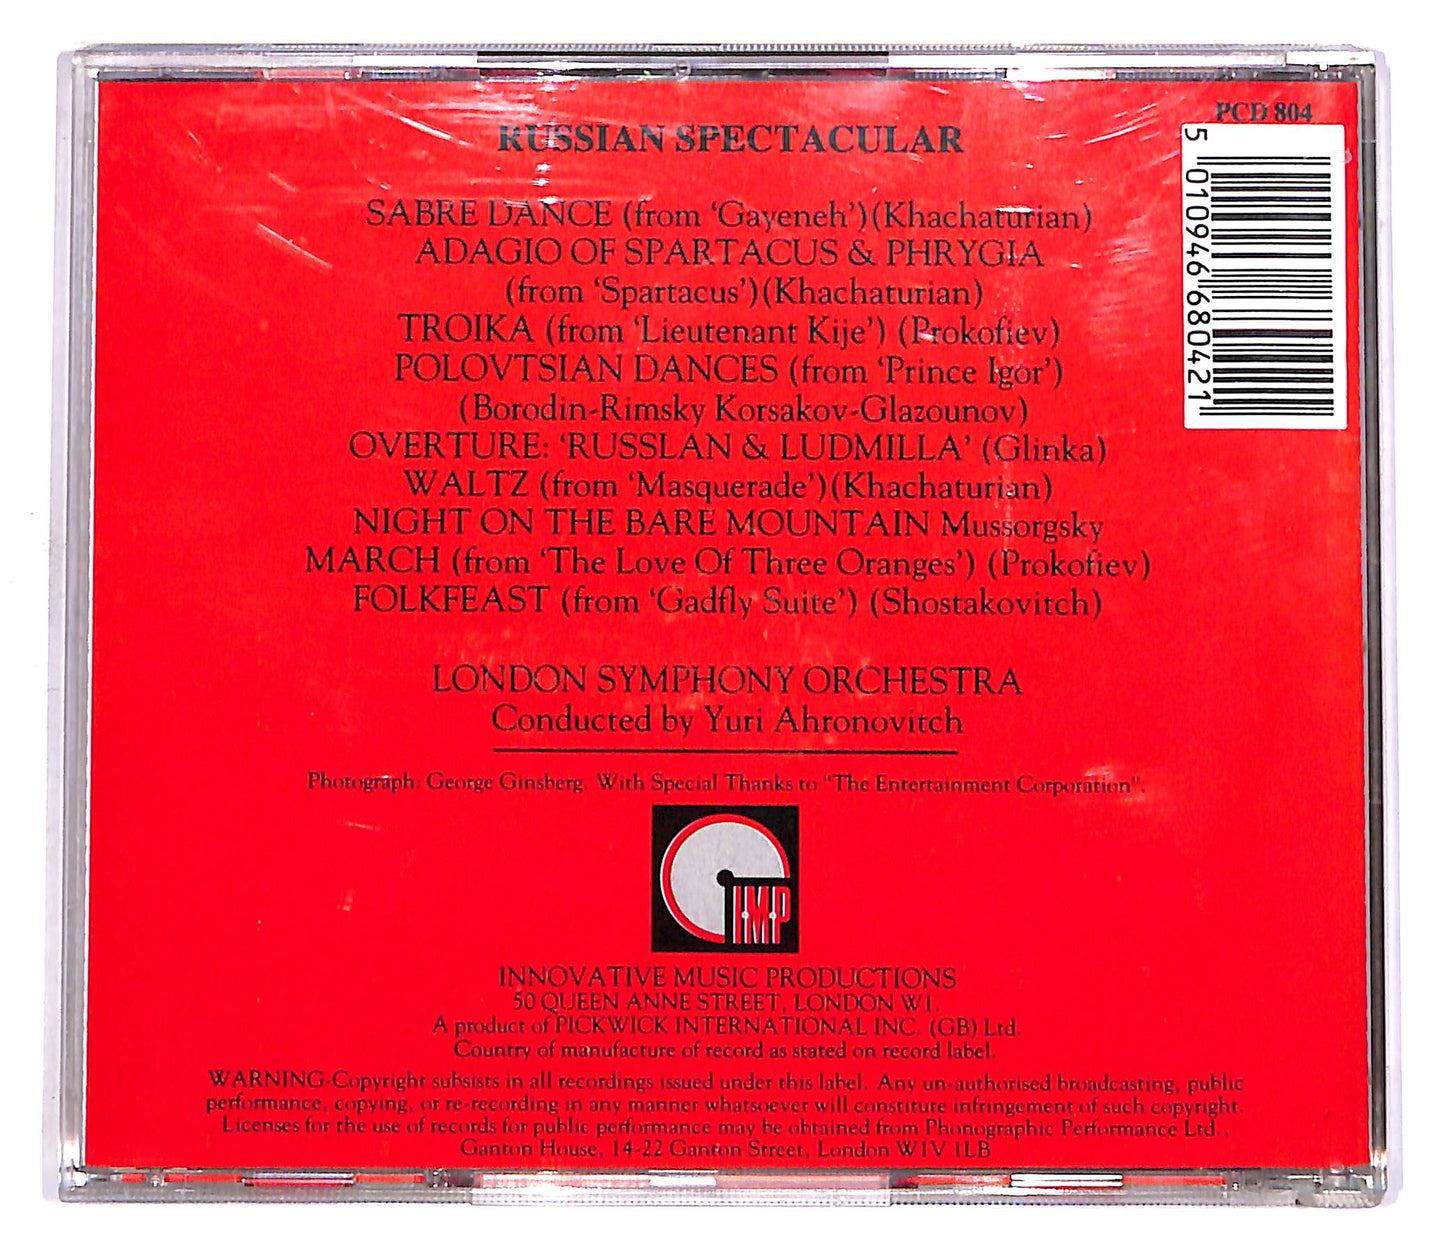 PCD 804
RUSSIAN SPECTACULAR
SABRE DANCE (from ‘Gayeneh’)(Khachaturian)
ADAGIO OF SPARTACUS & PHRYGIA
(from ‘Spartacus’)(Khachaturian)
TROIKA (from ‘Lieutenant Kije’) (Prokofiev)
POLOVTSIAN DANCES (from ‘Prince Igor’)
(Borodin-Rimsky Korsakov-Glazounov)
OVERTURE: ‘RUSSLAN & LUDMILLA’ (Glinka)
WALTZ (from ‘Masquerade’)(Khachaturian)
NIGHT ON THE BARE MOUNTAIN Mussorgsky
MARCH (from ‘The Love Of Three Oranges’) (Prokofiev)
FOLKFEAST (from ‘Gadfly Suite’) (Shostakovitch)
LONDON SYMPHONY ORCHESTRA
Conducted by Yuri Ahronovitch
Photograph: George Ginsberg. With Special Thanks to "The Entertainment Corporation".
IMP
INNOVATIVE MUSIC PRODUCTIONS
50 QUEEN ANNE STREET, LONDON W1.
A product of PICKWICK INTERNATIONAL INC. (GB) Ltd.
Country of manufacture of record as stated on record label.
WARNING-Copyright subsists in all recordings issued under this label. Any un-authorised broadcasting, public
performance, copying, or re-recording in any manner whatsoever will constitute infringement of such copyright.
Licenses for the use of records for public performance may be obtained from Phonographic Performance Ltd.,
Ganton House, 14-22 Ganton Street, London W1V 1LB
5 010946 680421